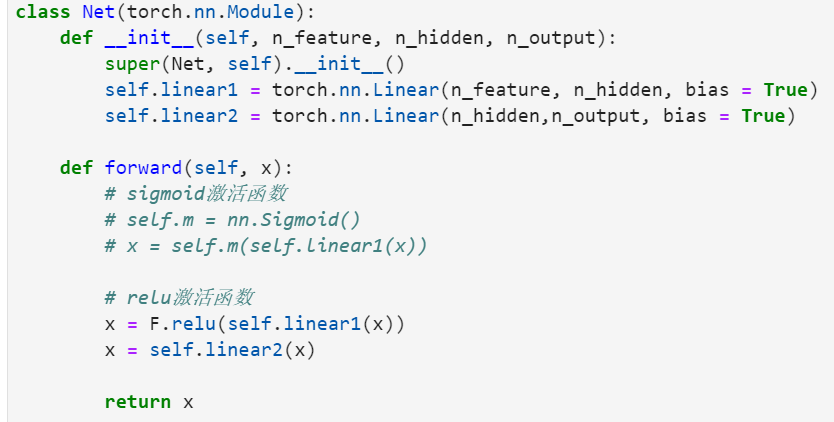 class Net(torch.nn.Module):
    def __init__(self, n_feature, n_hidden, n_output):
        super(Net, self).__init__()
        self.linear1 = torch.nn.Linear(n_feature, n_hidden, bias = True)
        self.linear2 = torch.nn.Linear(n_hidden,n_output, bias = True)

    def forward(self, x):
        # sigmoid激活函数
        # self.m = nn.Sigmoid()
        # x = self.m(self.linear1(x))

        # relu激活函数
        x = F.relu(self.linear1(x))
        x = self.linear2(x)

        return x